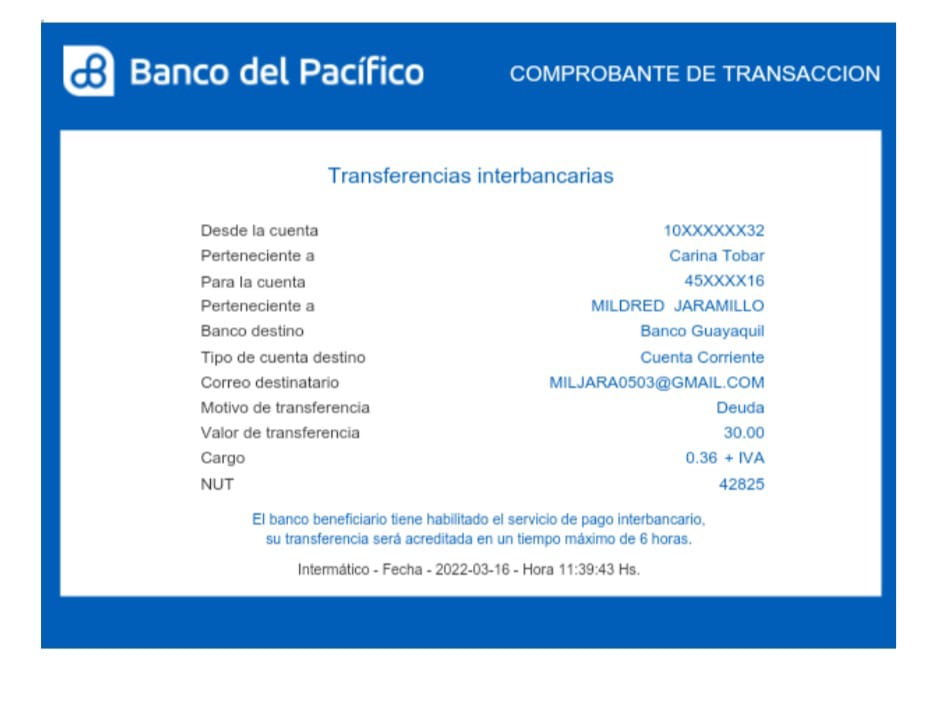 Banco del Pacífico
COMPROBANTE DE TRANSACCION
Transferencias interbancarias
Desde la cuenta 10XXXXXX32
Perteneciente a Carina Tobar
Para la cuenta 45XXXX16
Perteneciente a MILDRED JARAMILLO
Banco destino Banco Guayaquil
Tipo de cuenta destino Cuenta Corriente
Correo destinatario MILJARA0503@GMAIL.COM
Motivo de transferencia Deuda
Valor de transferencia 30.00
Cargo 0.36 + IVA
NUT 42825
El banco beneficiario tiene habilitado el servicio de pago interbancario,
su transferencia será acreditada en un tiempo máximo de 6 horas.
Intermático - Fecha - 2022-03-16 - Hora 11:39:43 Hs.